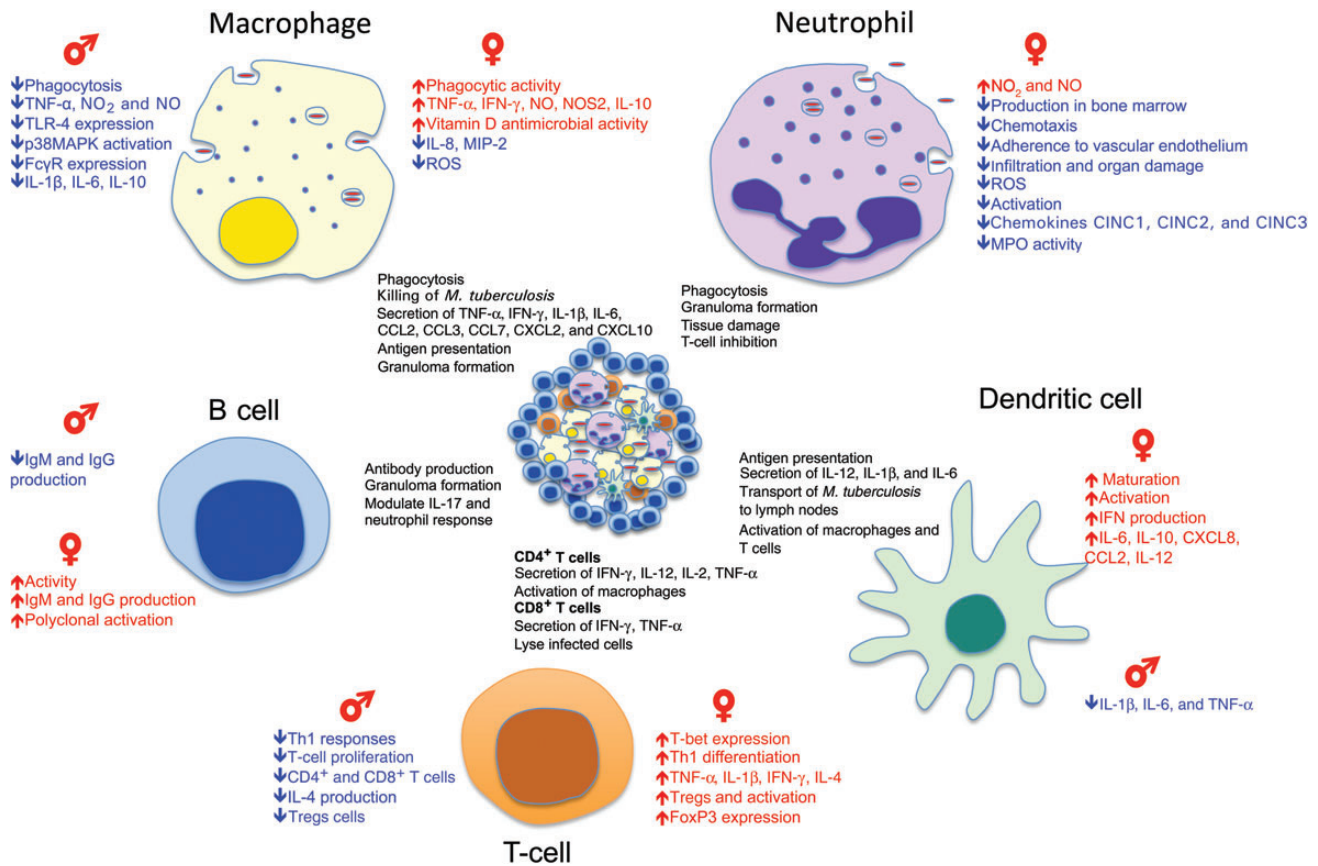 Macrophage
♂
↓Phagocytosis
↓TNF-α, NO₂ and NO
↓TLR-4 expression
↓p38MAPK activation
↓FcγR expression
↓IL-1β, IL-6, IL-10
♀
↑Phagocytic activity
↑TNF-α, IFN-γ, NO, NOS2, IL-10
↑Vitamin D antimicrobial activity
↓IL-8, MIP-2
↓ROS
Neutrophil
♀
↑NO₂ and NO
↓Production in bone marrow
↓Chemotaxis
↓Adherence to vascular endothelium
↓Infiltration and organ damage
↓ROS
↓Activation
↓Chemokines CINC1, CINC2, and CINC3
↓MPO activity
Phagocytosis
Killing of M. tuberculosis
Secretion of TNF-α, IFN-γ, IL-1β, IL-6,
CCL2, CCL3, CCL7, CXCL2, and CXCL10
Antigen presentation
Granuloma formation
Phagocytosis
Granuloma formation
Tissue damage
T-cell inhibition
B cell
♂
↓IgM and IgG
production
♀
↑Activity
↑IgM and IgG production
↑Polyclonal activation
Antibody production
Granuloma formation
Modulate IL-17 and
neutrophil response
Dendritic cell
Antigen presentation
Secretion of IL-12, IL-1β, and IL-6
Transport of M. tuberculosis
to lymph nodes
Activation of macrophages and
T cells
♀
↑ Maturation
↑Activation
↑IFN production
↑IL-6, IL-10, CXCL8,
CCL2, IL-12
♂
↓IL-1β, IL-6, and TNF-α
CD4⁺ T cells
Secretion of IFN-γ, IL-12, IL-2, TNF-α
Activation of macrophages
CD8⁺ T cells
Secretion of IFN-γ, TNF-α
Lyse infected cells
♂
↓Th1 responses
↓T-cell proliferation
↓CD4⁺ and CD8⁺ T cells
↓IL-4 production
↓Tregs cells
♀
↑T-bet expression
↑Th1 differentiation
↑TNF-α, IL-1β, IFN-γ, IL-4
↑Tregs and activation
↑FoxP3 expression
T-cell